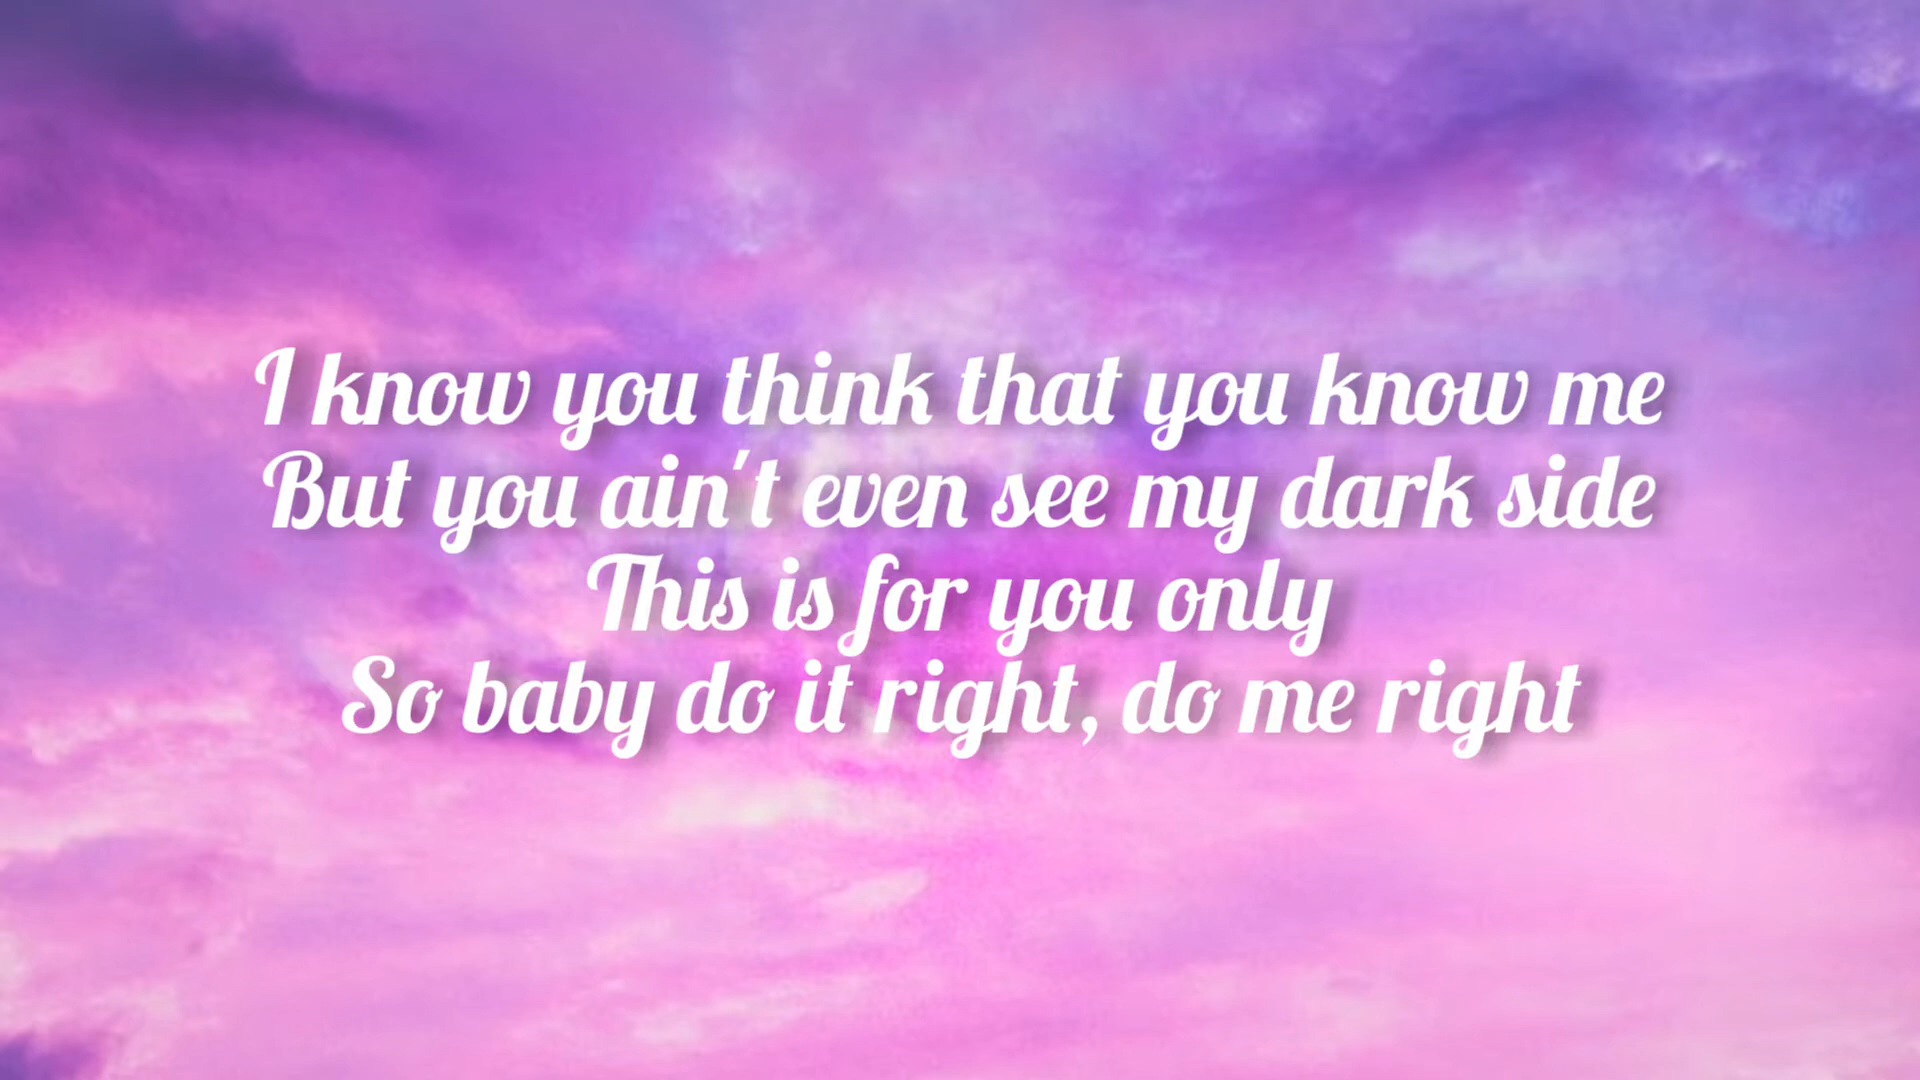 I know you think that you know me
But you ain't even see my dark side
This is for you only
So baby do it right, do me right